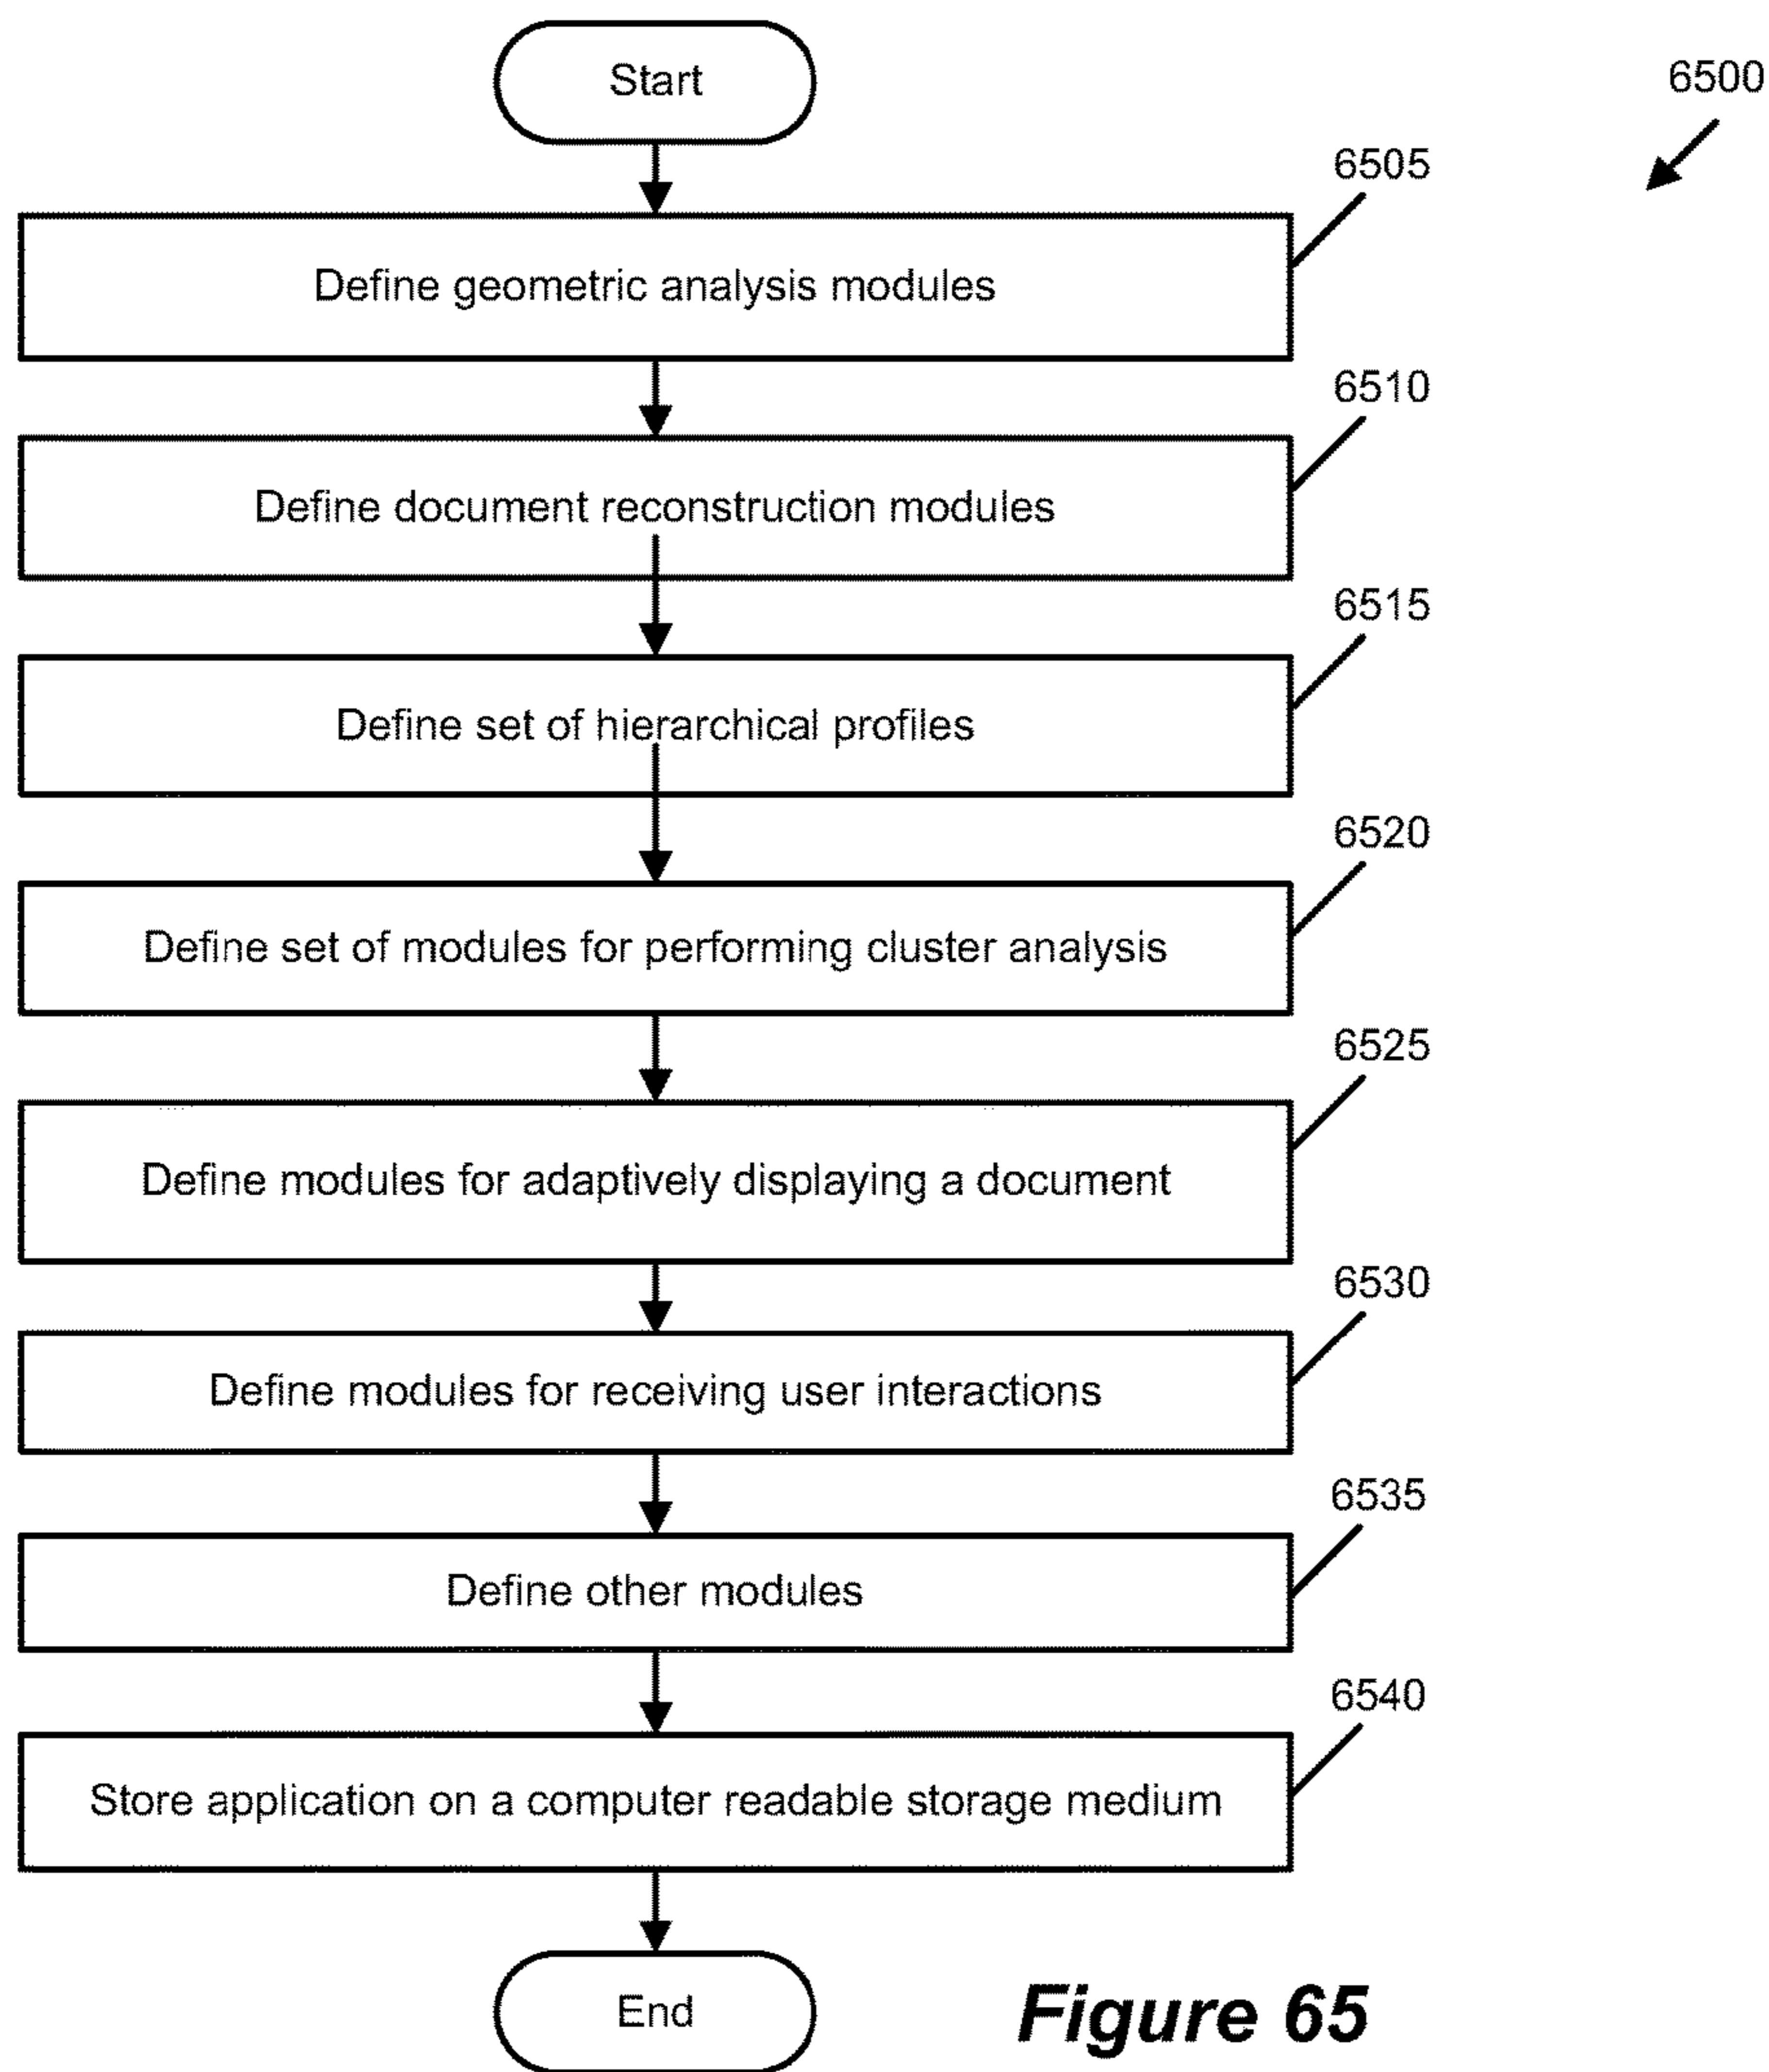 Start
6500
6505
Define geometric analysis modules
6510
Define document reconstruction modules
6515
Define set of hierarchical profiles
6520
Define set of modules for performing cluster analysis
6525
Define modules for adaptively displaying a document
6530
Define modules for receiving user interactions
6535
Define other modules
6540
Store application on a computer readable storage medium
End
Figure 65